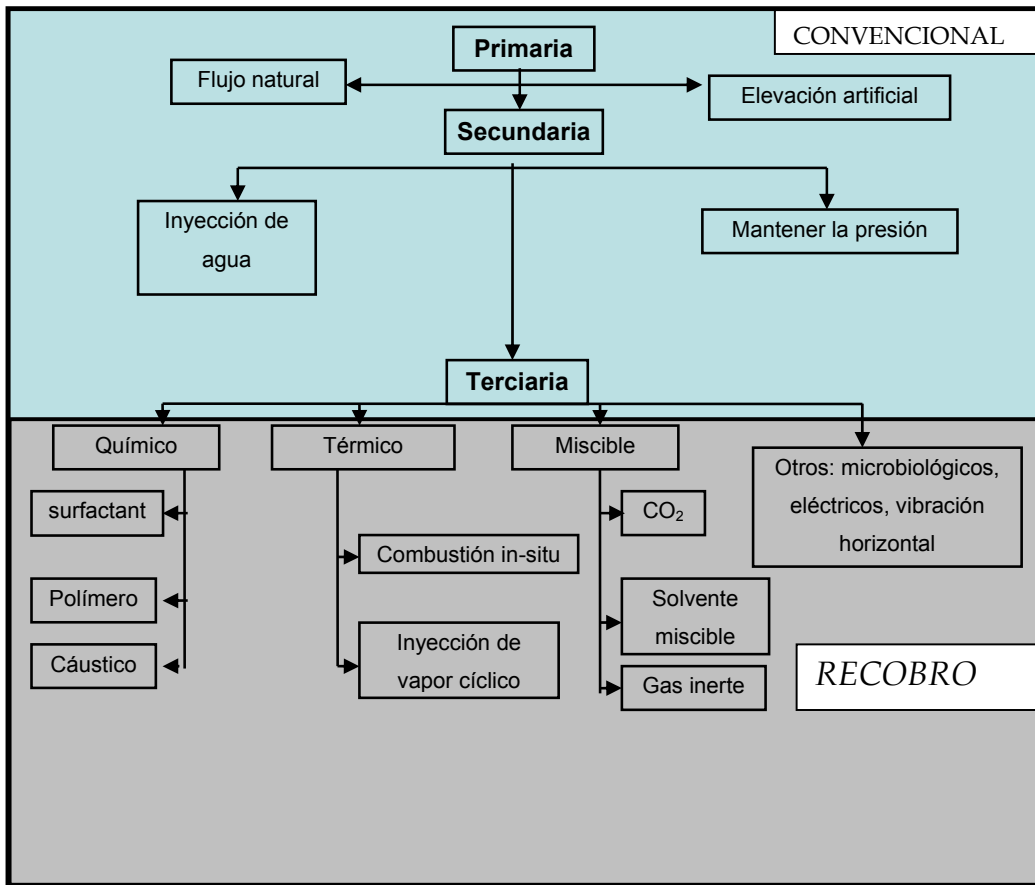 CONVENCIONAL
Primaria
Flujo natural
Elevación artificial
Secundaria
Inyección de
agua
Mantener la presión
Terciaria
Químico
Térmico
Miscible
Otros: microbiológicos,
eléctricos, vibración
horizontal
surfactant
Polímero
Cáustico
Combustión in-situ
Inyección de
vapor cíclico
CO₂
Solvente
miscible
Gas inerte
RECOBRO